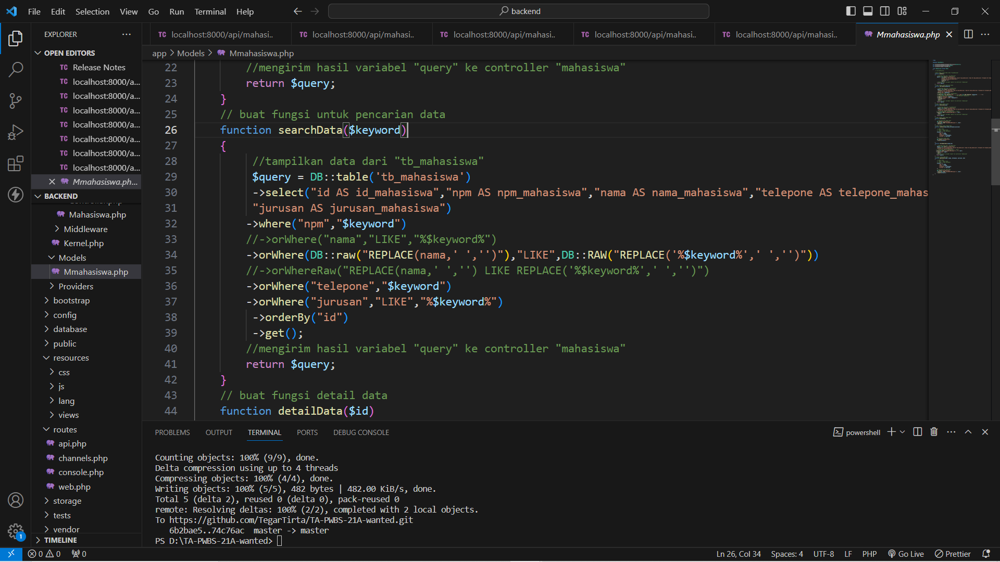 File Edit Selection View Go Run Terminal Help
backend
EXPLORER
localhost:8000/api/mahasi..
localhost:8000/api/mahasi..
localhost:8000/api/mahasi..
localhost:8000/api/mahasi..
localhost:8000/api/mahasi..
Mmahasiswa.php
OPEN EDITORS
Release Notes
localhost:8000/a...
localhost:8000/a...
localhost:8000/a...
localhost:8000/a...
localhost:8000/a...
localhost:8000/a...
localhost:8000/a...
Mmahasiswa.ph...
BACKEND
Mahasiswa.php
Middleware
Kernel.php
Models
Mmahasiswa.php
Providers
bootstrap
config
database
public
resources
css
js
lang
views
routes
api.php
channels.php
console.php
web.php
storage
tests
vendor
TIMELINE
app > Models > Mmahasiswa.php
22 //mengirim hasil variabel "query" ke controller "mahasiswa"
23 return $query;
24 }
25 // buat fungsi untuk pencarian data
26 function searchData($keyword)
27 {
28 //tampilkan data dari "tb_mahasiswa"
29 $query = DB::table('tb_mahasiswa')
30 ->select("id AS id_mahasiswa","npm AS npm_mahasiswa","nama AS nama_mahasiswa","telepone AS telepone_mahas
31 "jurusan AS jurusan_mahasiswa")
32 ->where("npm","$keyword")
33 //->orWhere("nama","LIKE","%$keyword%")
34 ->orWhere(DB::raw("REPLACE(nama,' ','')"),"LIKE",DB::RAW("REPLACE('%$keyword%',' ','')"))
35 //->orWhereRaw("REPLACE(nama,' ','') LIKE REPLACE('%$keyword%',' ','')")
36 ->orWhere("telepone","$keyword")
37 ->orWhere("jurusan","LIKE","%$keyword%")
38 ->orderBy("id")
39 ->get();
40 //mengirim hasil variabel "query" ke controller "mahasiswa"
41 return $query;
42 }
43 // buat fungsi detail data
44 function detailData($id)
PROBLEMS OUTPUT TERMINAL PORTS DEBUG CONSOLE
powershell
Counting objects: 100% (9/9), done.
Delta compression using up to 4 threads
Compressing objects: 100% (4/4), done.
Writing objects: 100% (5/5), 482 bytes | 482.00 KiB/s, done.
Total 5 (delta 2), reused 0 (delta 0), pack-reused 0
remote: Resolving deltas: 100% (2/2), completed with 2 local objects.
To https://github.com/TegarTirta/TA-PWBS-21A-wanted.git
6b2bae5..74c76ac master -> master
PS D:\TA-PWBS-21A-wanted>
1
0 0 0
Ln 26, Col 34 Spaces: 4 UTF-8 LF PHP Go Live Prettier